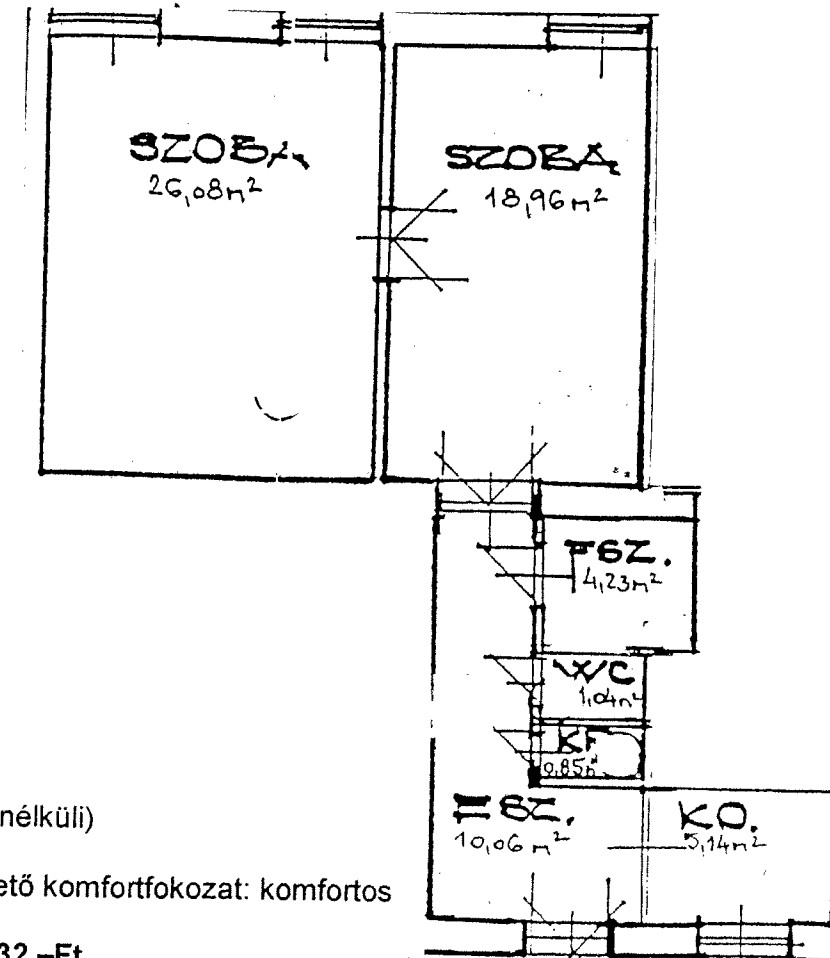 SZOBA
26,08m²
SZOBA
18,96m²
FSZ.
4,23m²
WC
1,04m²
KF
0,85m²
ESZ.
10,06m²
KO.
5,14m²
nélküli)
ető komfortfokozat: komfortos
32.–Ft